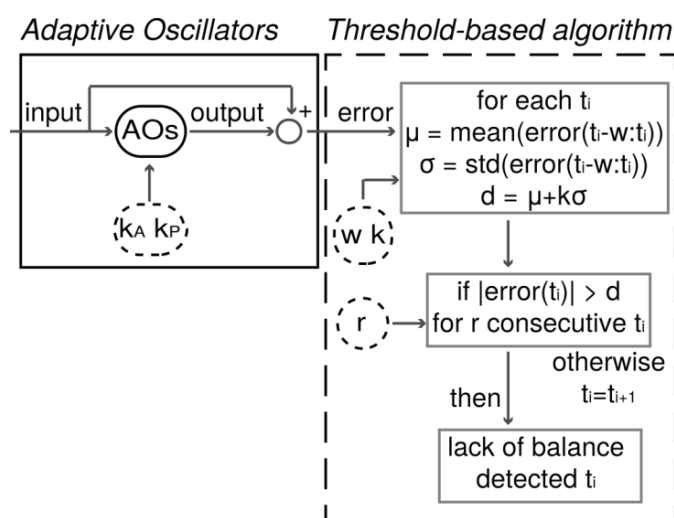 Adaptive Oscillators
Threshold-based algorithm
input
AOs
output
+
error
kA kP
for each ti
μ = mean(error(ti-w:ti))
σ = std(error(ti-w:ti))
d = μ+kσ
w k
if |error(ti)| > d
for r consecutive ti
r
otherwise
ti=ti+1
then
lack of balance
detected ti